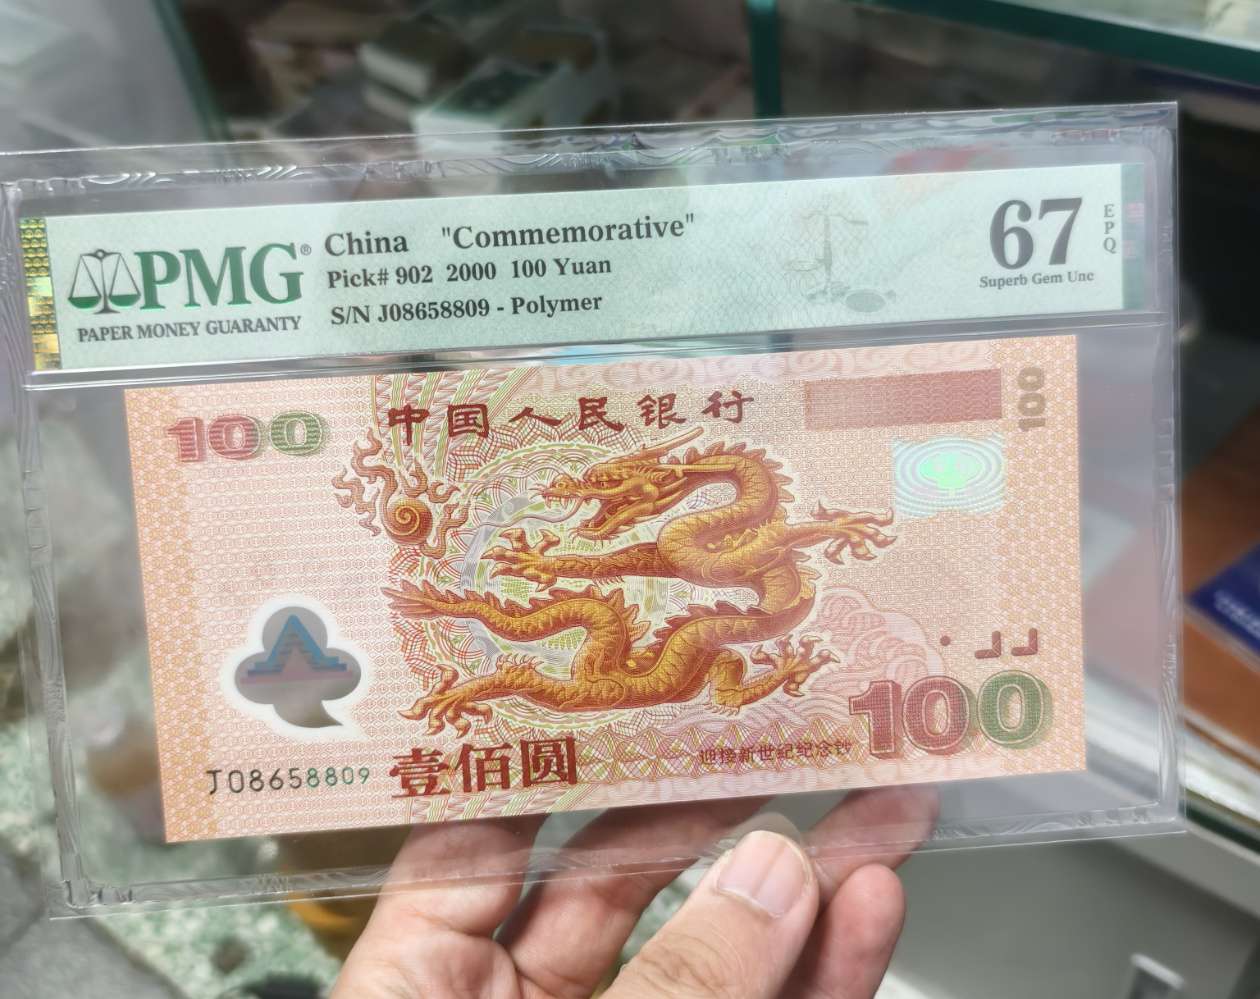 PMG®
PAPER MONEY GUARANTY
China "Commemorative"
Pick# 902 2000 100 Yuan
S/N J08658809 - Polymer
67
EPQ
Superb Gem Unc
100
中国人民银行
100
100
迎接新世纪纪念钞
J08658809
壹佰圆